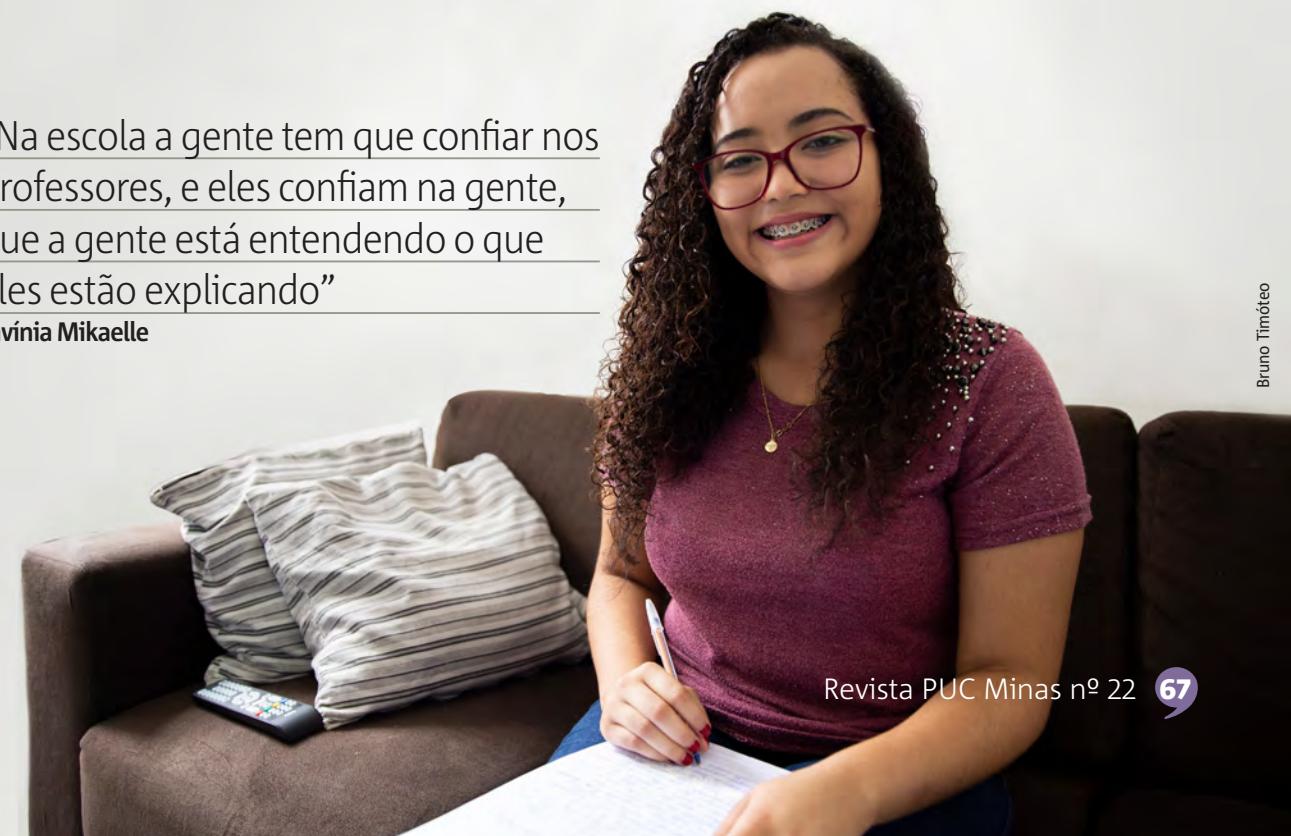 Na escola a gente tem que confiar nos
rofessores, e eles confiam na gente,
ue a gente está entendendo o que
les estão explicando”
vínia Mikaelle
Bruno Timóteo
Revista PUC Minas nº 22 67